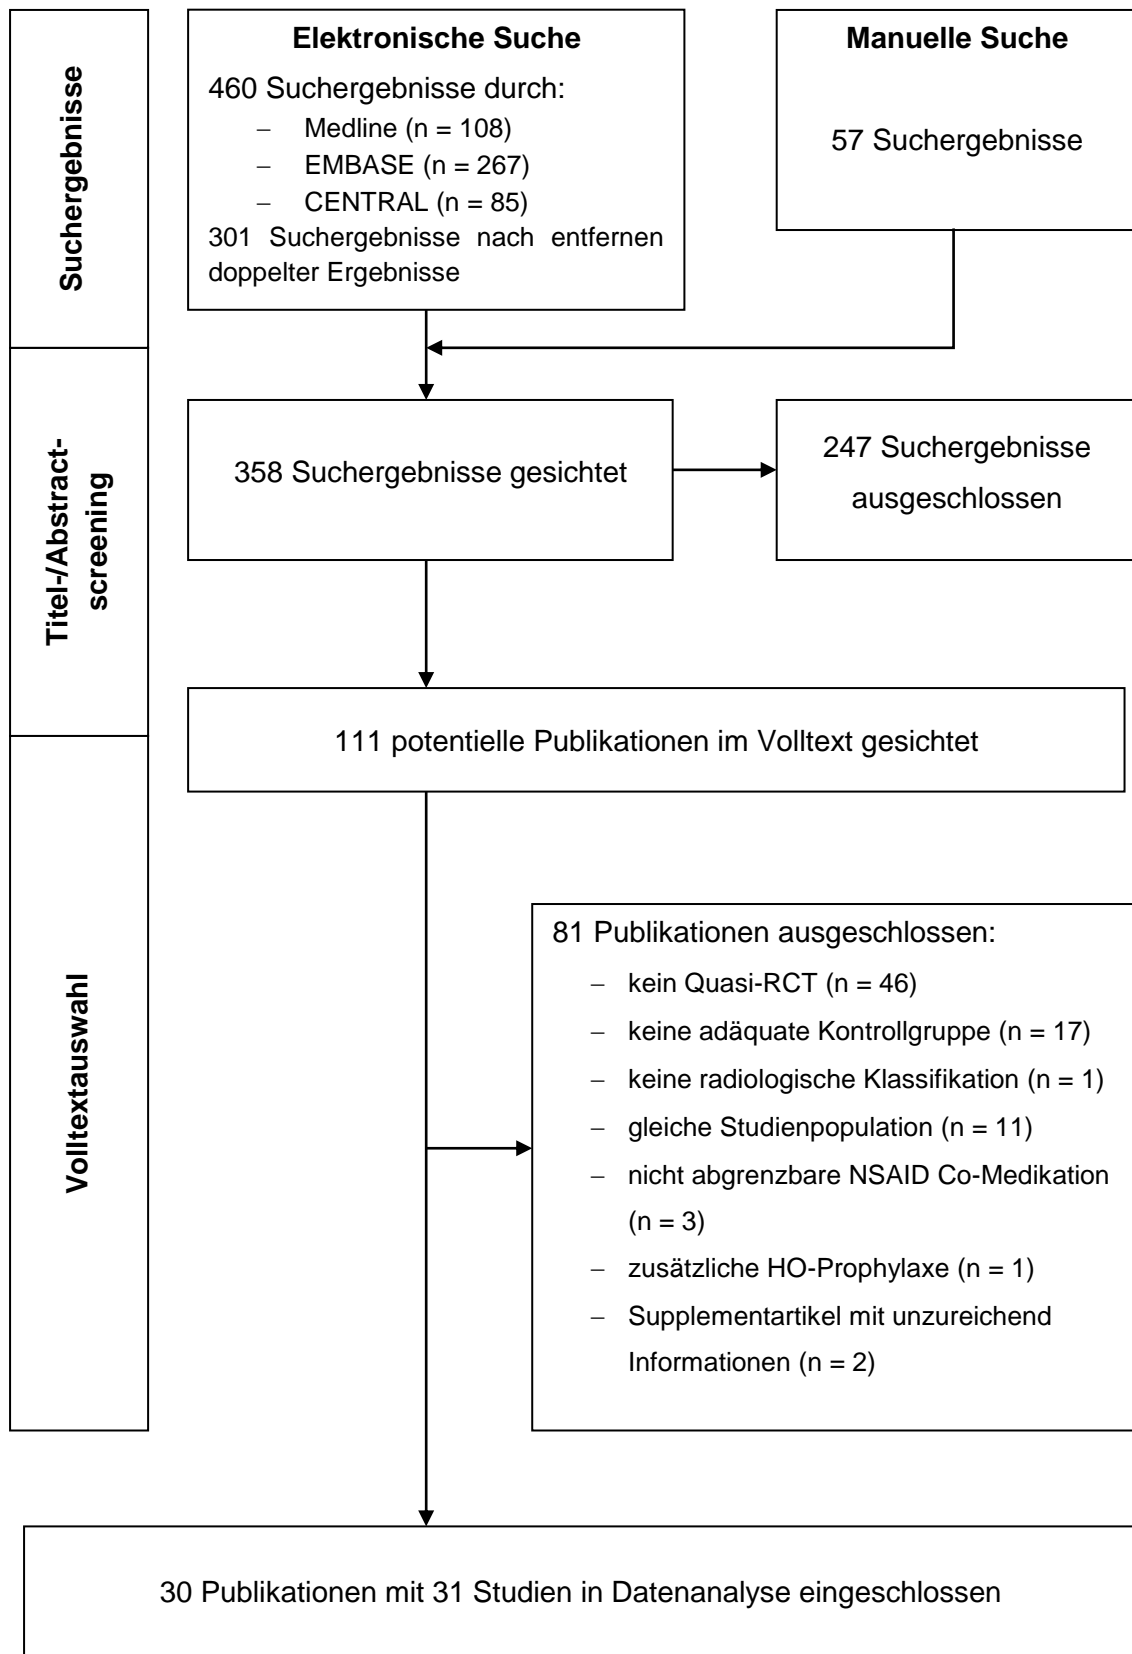 Suchergebnisse
Elektronische Suche
460 Suchergebnisse durch:
– Medline (n = 108)
– EMBASE (n = 267)
– CENTRAL (n = 85)
301 Suchergebnisse nach entfernen
doppelter Ergebnisse
Manuelle Suche
57 Suchergebnisse
Titel-/Abstract-
screening
358 Suchergebnisse gesichtet
247 Suchergebnisse
ausgeschlossen
111 potentielle Publikationen im Volltext gesichtet
Volltextauswahl
81 Publikationen ausgeschlossen:
– kein Quasi-RCT (n = 46)
– keine adäquate Kontrollgruppe (n = 17)
– keine radiologische Klassifikation (n = 1)
– gleiche Studienpopulation (n = 11)
– nicht abgrenzbare NSAID Co-Medikation
(n = 3)
– zusätzliche HO-Prophylaxe (n = 1)
– Supplementartikel mit unzureichend
Informationen (n = 2)
30 Publikationen mit 31 Studien in Datenanalyse eingeschlossen